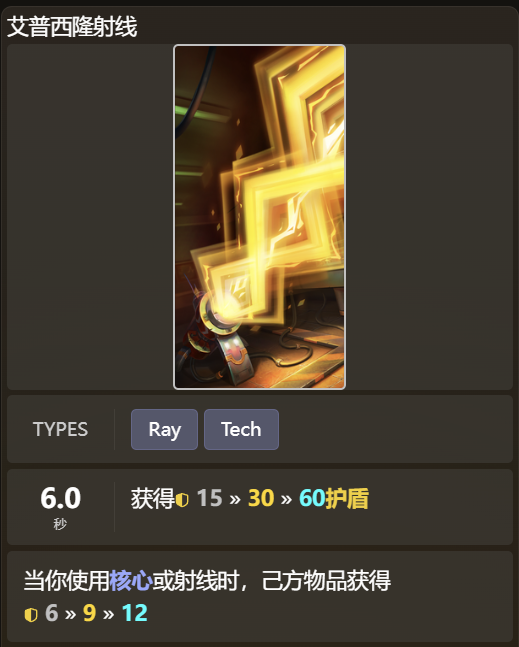 艾普西隆射线
TYPES Ray Tech
6.0 获得 15 » 30 » 60护盾
秒
当你使用核心或射线时，己方物品获得
6 » 9 » 12